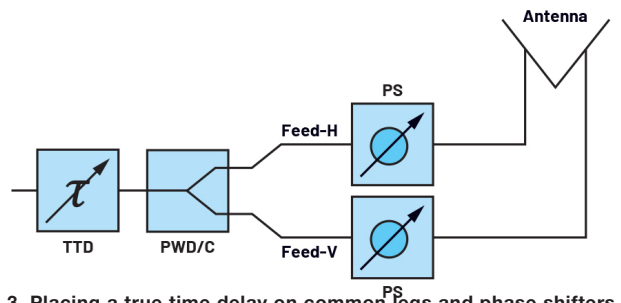 Antenna
PS
Feed-H
τ
TTD
PWD/C
Feed-V
PS
3. Placing a true time delay on common legs and phase shifters